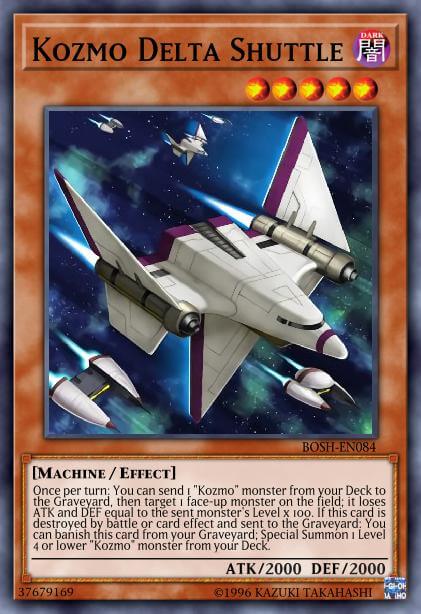 KOZMO DELTA SHUTTLE
DARK
闇
BOSH-EN084
[MACHINE / EFFECT]
Once per turn: You can send 1 "Kozmo" monster from your Deck to
the Graveyard, then target 1 face-up monster on the field; it loses
ATK and DEF equal to the sent monster's Level x 100. If this card is
destroyed by battle or card effect and sent to the Graveyard: You
can banish this card from your Graveyard; Special Summon 1 Level
4 or lower "Kozmo" monster from your Deck.
ATK/2000 DEF/2000
37679169
©1996 KAZUKI TAKAHASHI